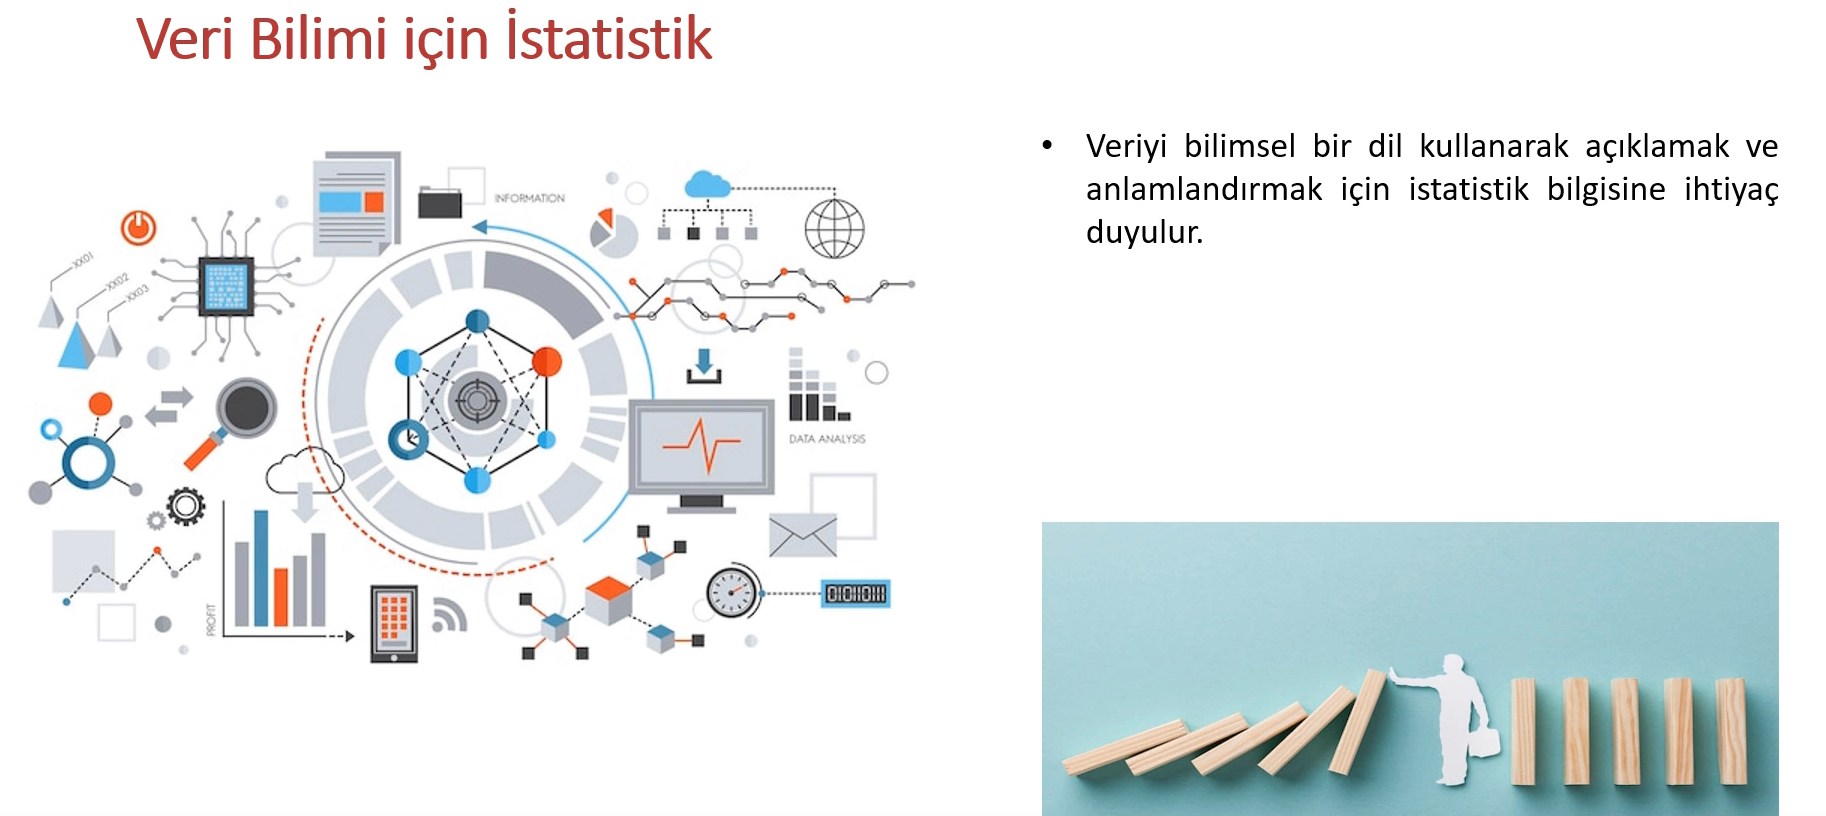 Veri Bilimi için İstatistik
• Veriyi bilimsel bir dil kullanarak açıklamak ve
anlamlandırmak için istatistik bilgisine ihtiyaç
duyulur.
INFORMATION
XX01
XX02
XX03
DATA ANALYSIS
PROFIT
01010111